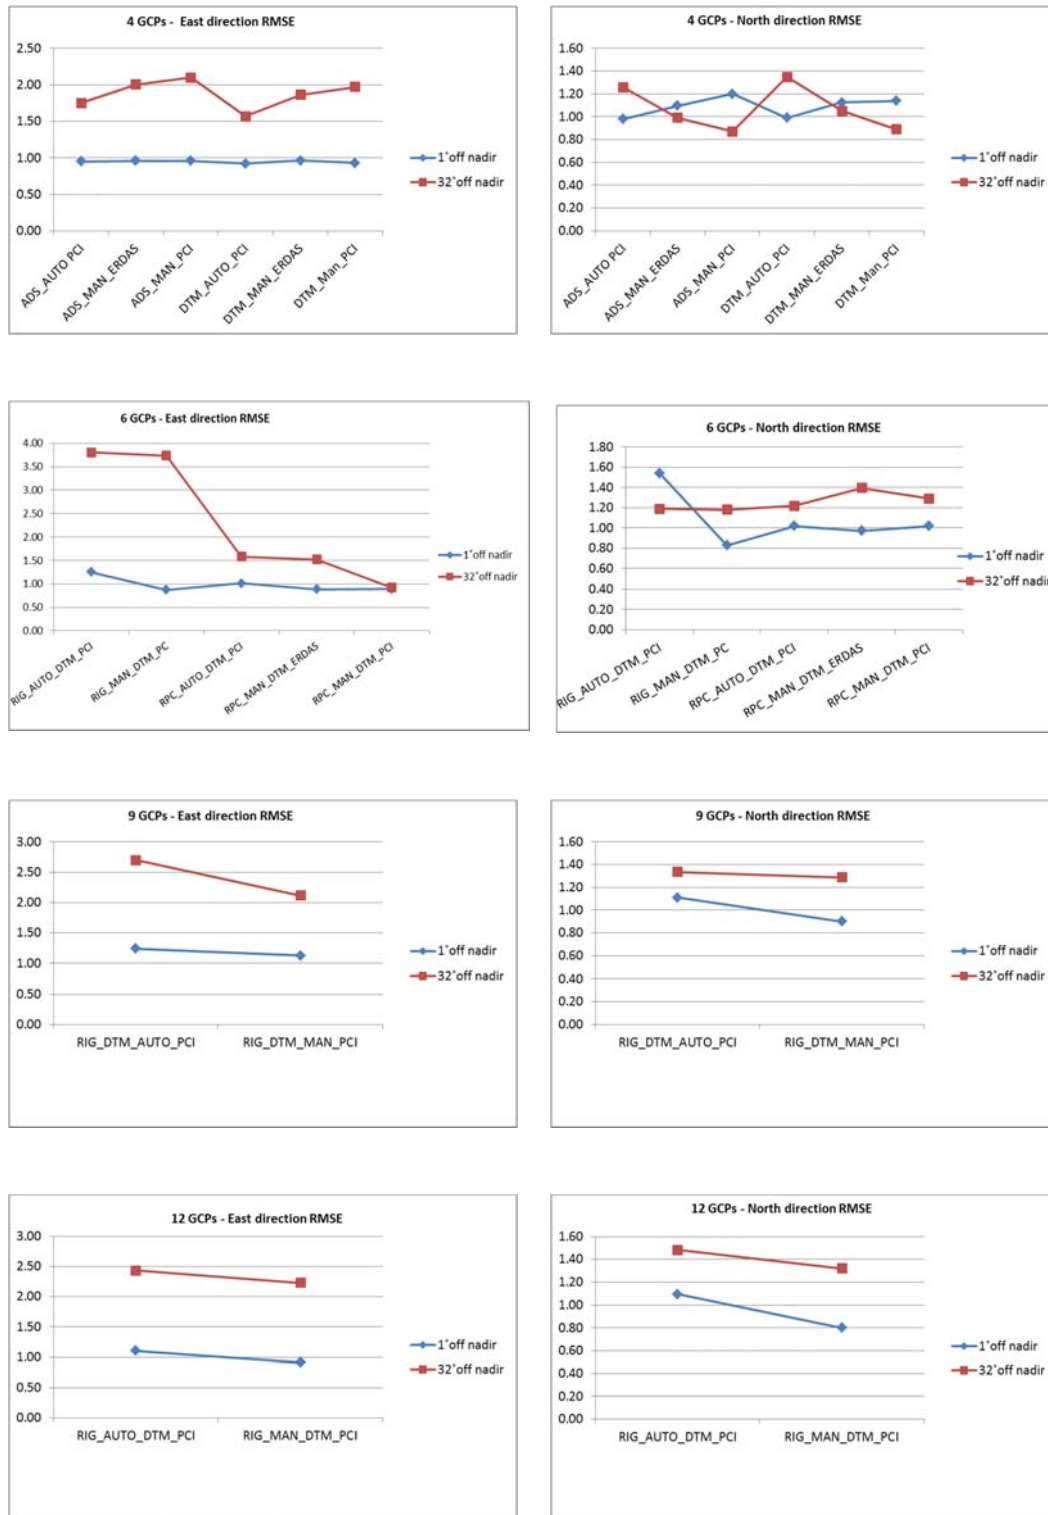 4 GCPs - East direction RMSE
2.50
2.00
1.50
1.00
0.50
0.00
ADS_AUTO PCI
ADS_MAN_ERDAS
ADS_MAN_PCI
DTM_AUTO_PCI
DTM_MAN_ERDAS
DTM_Man_PCI
1˚off nadir
32˚off nadir
4 GCPs - North direction RMSE
1.60
1.40
1.20
1.00
0.80
0.60
0.40
0.20
0.00
ADS_AUTO PCI
ADS_MAN_ERDAS
ADS_MAN_PCI
DTM_AUTO_PCI
DTM_MAN_ERDAS
DTM_Man_PCI
1˚off nadir
32˚off nadir
6 GCPs - East direction RMSE
4.00
3.50
3.00
2.50
2.00
1.50
1.00
0.50
0.00
RIG_AUTO_DTM_PCI
RIG_MAN_DTM_PC
RPC_AUTO_DTM_PCI
RPC_MAN_DTM_ERDAS
RPC_MAN_DTM_PCI
1˚off nadir
32˚off nadir
6 GCPs - North direction RMSE
1.80
1.60
1.40
1.20
1.00
0.80
0.60
0.40
0.20
0.00
RIG_AUTO_DTM_PCI
RIG_MAN_DTM_PC
RPC_AUTO_DTM_PCI
RPC_MAN_DTM_ERDAS
RPC_MAN_DTM_PCI
1˚off nadir
32˚off nadir
9 GCPs - East direction RMSE
3.00
2.50
2.00
1.50
1.00
0.50
0.00
RIG_DTM_AUTO_PCI
RIG_DTM_MAN_PCI
1˚off nadir
32˚off nadir
9 GCPs - North direction RMSE
1.60
1.40
1.20
1.00
0.80
0.60
0.40
0.20
0.00
RIG_DTM_AUTO_PCI
RIG_DTM_MAN_PCI
1˚off nadir
32˚off nadir
12 GCPs - East direction RMSE
3.00
2.50
2.00
1.50
1.00
0.50
0.00
RIG_AUTO_DTM_PCI
RIG_MAN_DTM_PCI
1˚off nadir
32˚off nadir
12 GCPs - North direction RMSE
1.60
1.40
1.20
1.00
0.80
0.60
0.40
0.20
0.00
RIG_AUTO_DTM_PCI
RIG_MAN_DTM_PCI
1˚off nadir
32˚off nadir